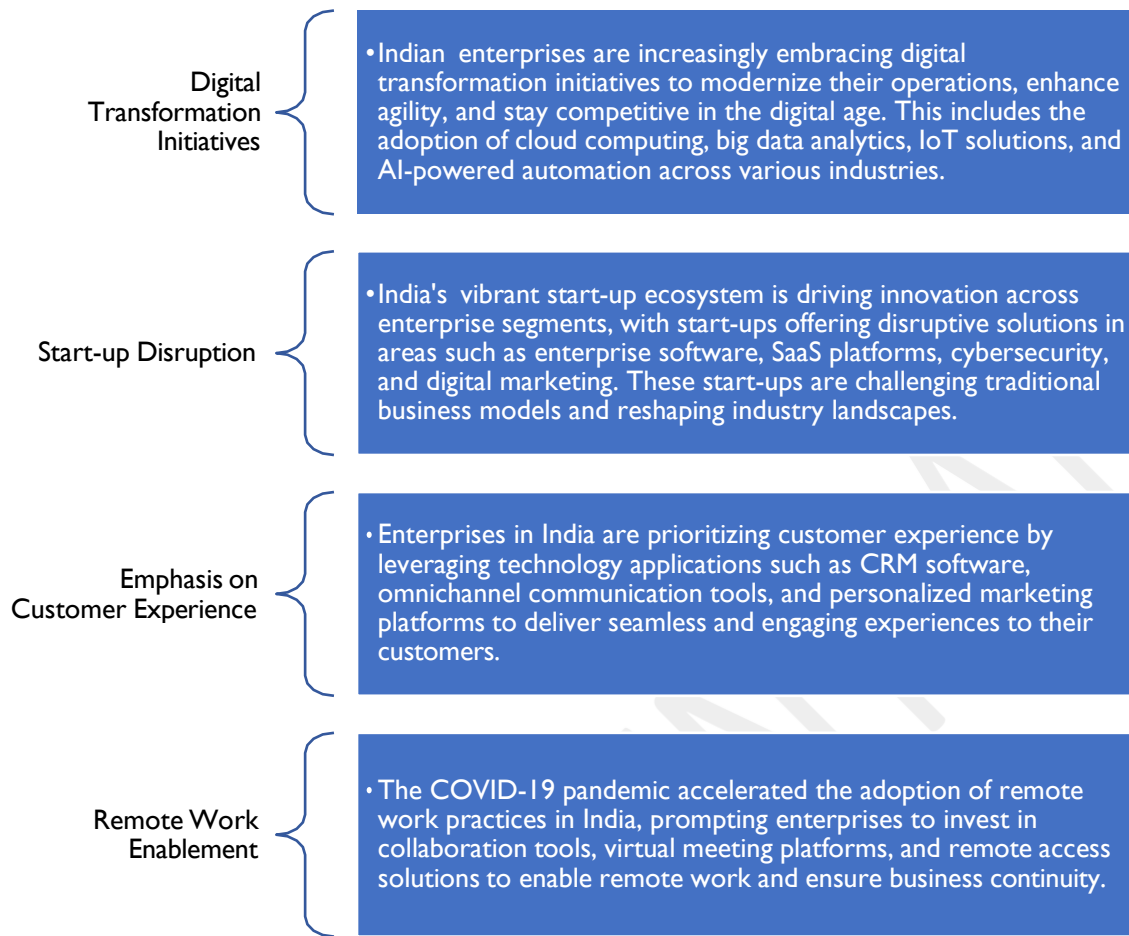 Digital
Transformation
Initiatives
•Indian enterprises are increasingly embracing digital
transformation initiatives to modernize their operations, enhance
agility, and stay competitive in the digital age. This includes the
adoption of cloud computing, big data analytics, IoT solutions, and
AI-powered automation across various industries.
Start-up Disruption
•India's vibrant start-up ecosystem is driving innovation across
enterprise segments, with start-ups offering disruptive solutions in
areas such as enterprise software, SaaS platforms, cybersecurity,
and digital marketing. These start-ups are challenging traditional
business models and reshaping industry landscapes.
Emphasis on
Customer Experience
•Enterprises in India are prioritizing customer experience by
leveraging technology applications such as CRM software,
omnichannel communication tools, and personalized marketing
platforms to deliver seamless and engaging experiences to their
customers.
Remote Work
Enablement
•The COVID-19 pandemic accelerated the adoption of remote
work practices in India, prompting enterprises to invest in
collaboration tools, virtual meeting platforms, and remote access
solutions to enable remote work and ensure business continuity.